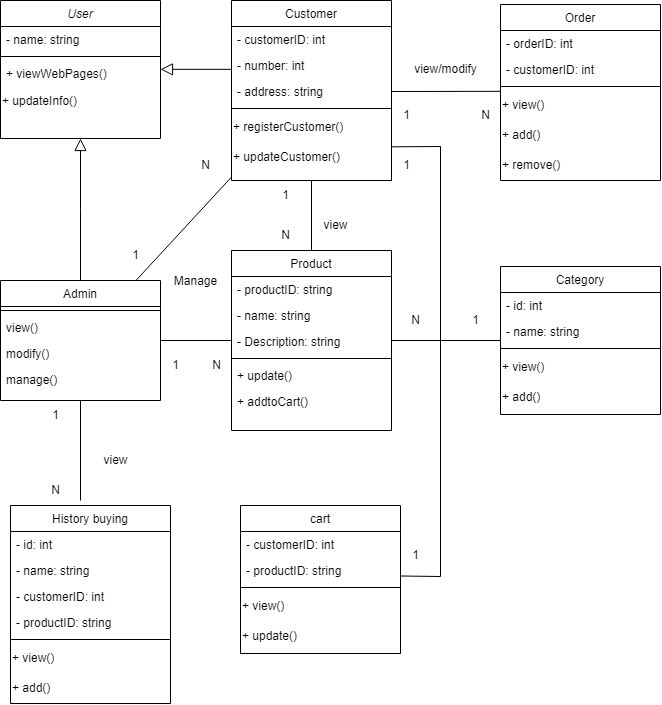 User
- name: string
+ viewWebPages()
+ updateInfo()
Customer
- customerID: int
- number: int
- address: string
+ registerCustomer()
+ updateCustomer()
view/modify
1
N
1
Order
- orderID: int
- customerID: int
+ view()
+ add()
+ remove()
N
1
1
N
view
Manage
Admin
view()
modify()
manage()
1
N
Product
- productID: string
- name: string
- Description: string
+ update()
+ addtoCart()
N
1
Category
- id: int
- name: string
+ view()
+ add()
1
view
N
History buying
- id: int
- name: string
- customerID: int
- productID: string
+ view()
+ add()
cart
- customerID: int
- productID: string
+ view()
+ update()
1